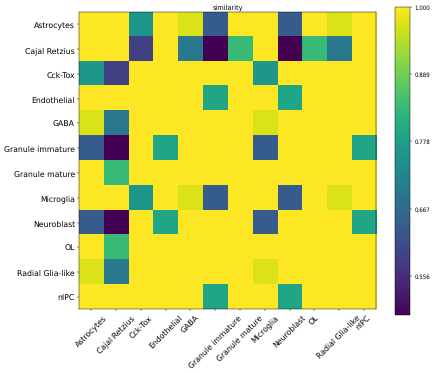 similarity
Astrocytes
Cajal Retzius
Cck-Tox
Endothelial
GABA
Granule immature
Granule mature
Microglia
Neuroblast
OL
Radial Glia-like
nIPC
Astrocytes
Cajal Retzius
Cck-Tox
Endothelial
GABA
Granule immature
Granule mature
Microglia
Neuroblast
OL
Radial Glia-like
nIPC
1.000
0.889
0.778
0.667
0.556